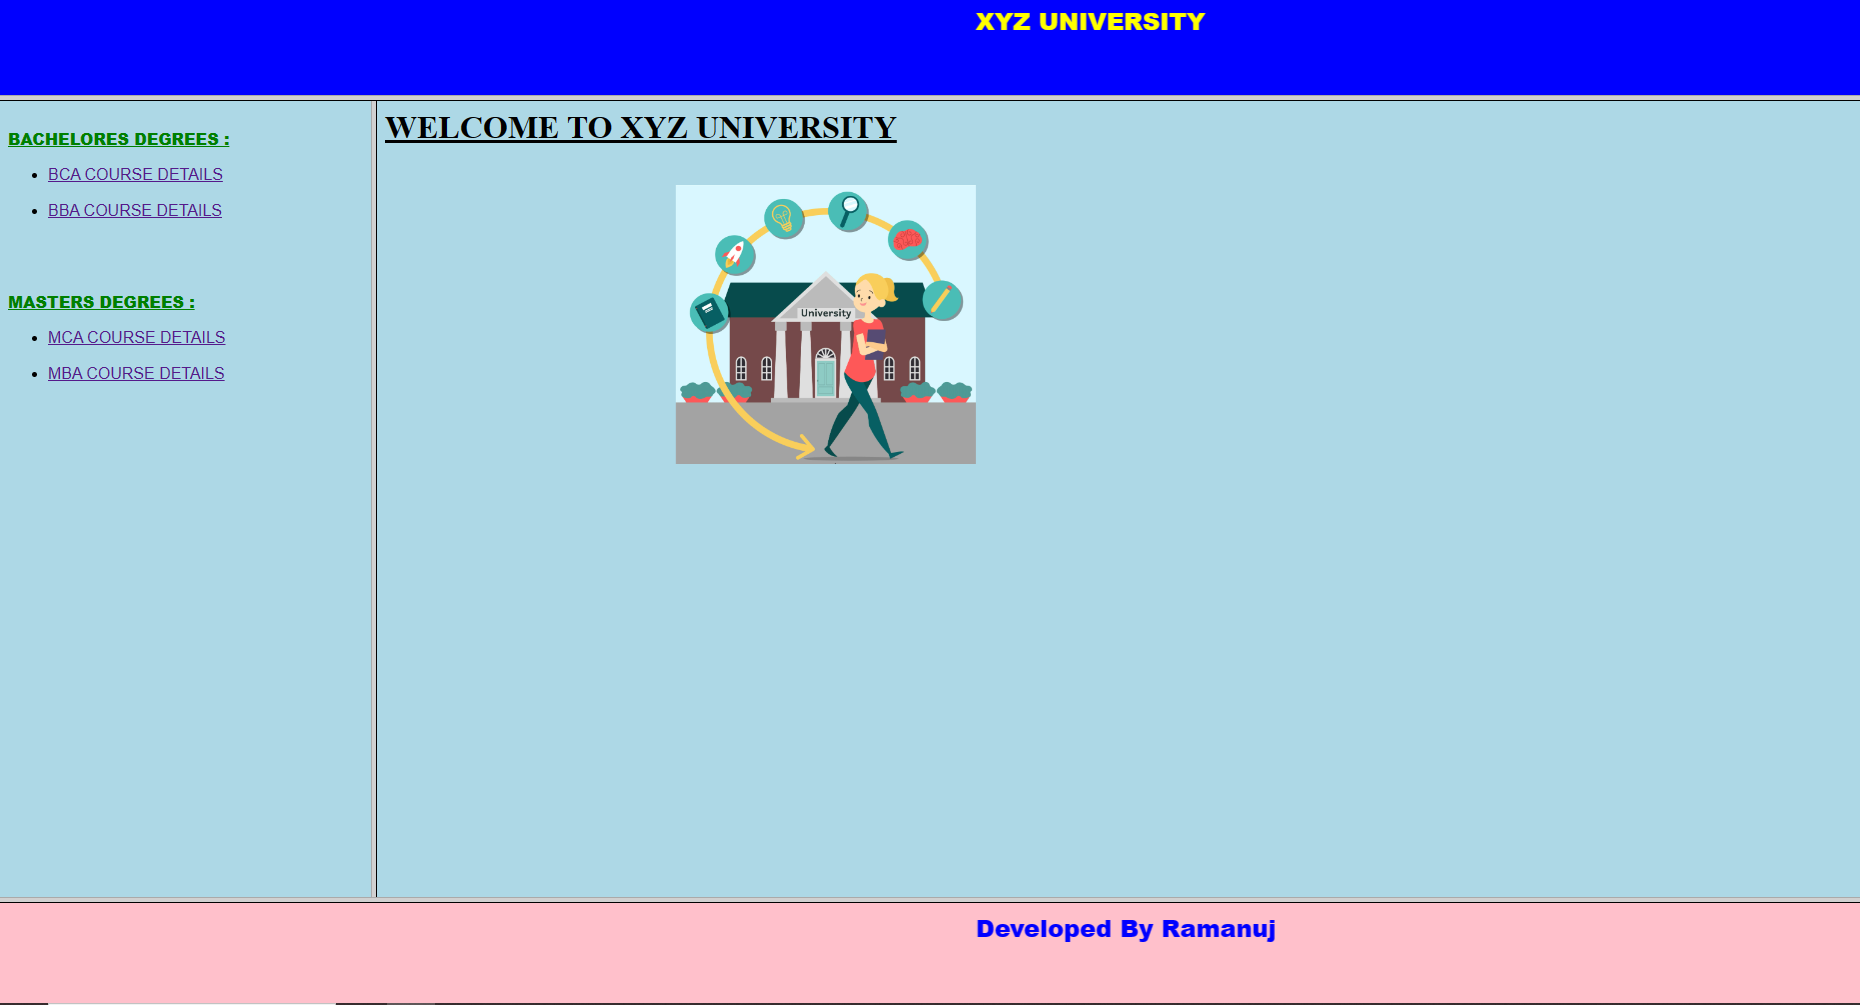 XYZ UNIVERSITY
BACHELORES DEGREES :
BCA COURSE DETAILS
BBA COURSE DETAILS
MASTERS DEGREES :
MCA COURSE DETAILS
MBA COURSE DETAILS
WELCOME TO XYZ UNIVERSITY
University
Developed By Ramanuj